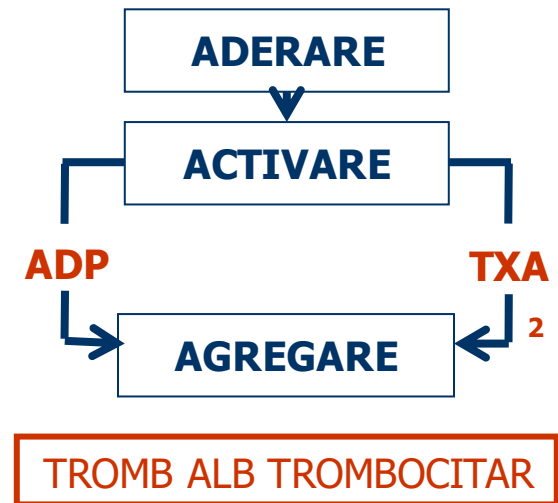 ADERARE
ACTIVARE
ADP
TXA
2
AGREGARE
TROMB ALB TROMBOCITAR